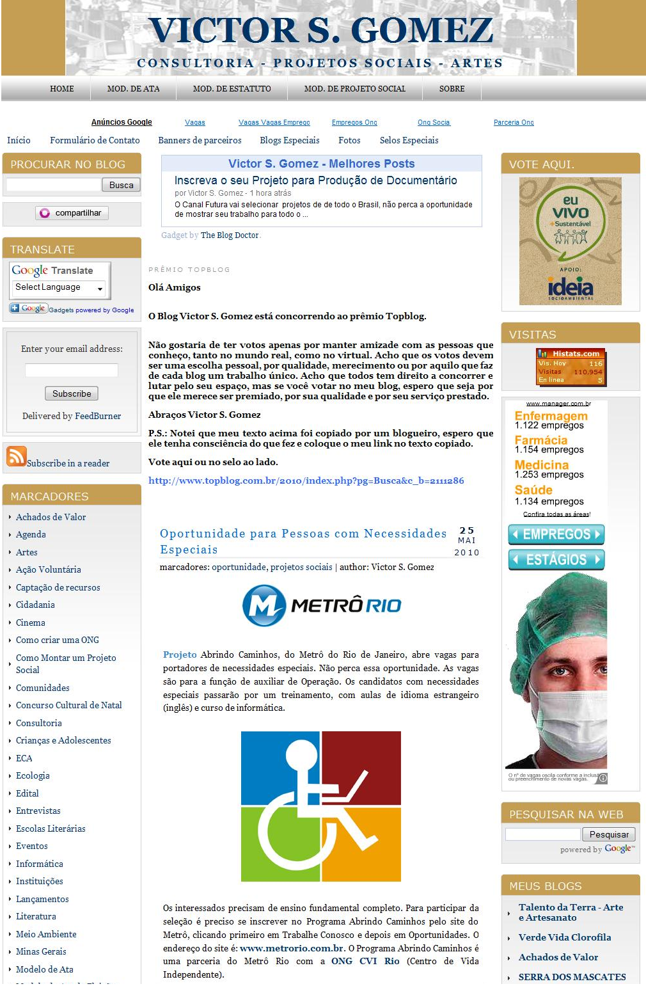 VICTOR S. GOMEZ
CONSULTORIA - PROJETOS SOCIAIS - ARTES
HOME MOD. DE ATA MOD. DE ESTATUTO MOD. DE PROJETO SOCIAL SOBRE
Anúncios Google Vagas Vagas Vagas Emprego Empregos Ong Ong Socia Parceria Ong
Início Formulário de Contato Banners de parceiros Blogs Especiais Fotos Selos Especiais
PROCURAR NO BLOG
Busca
compartilhar
TRANSLATE
Google Translate
Select Language
Google Gadgets powered by Google
Enter your email address:
Subscribe
Delivered by FeedBurner
Subscribe in a reader
MARCADORES
Achados de Valor
Agenda
Artes
Ação Voluntária
Captação de recursos
Cidadania
Cinema
Como criar uma ONG
Como Montar um Projeto
Social
Comunidades
Concurso Cultural de Natal
Consultoria
Crianças e Adolescentes
ECA
Ecologia
Edital
Entrevistas
Escolas Literárias
Eventos
Informática
Instituições
Lançamentos
Literatura
Meio Ambiente
Minas Gerais
Modelo de Ata
Victor S. Gomez - Melhores Posts
Inscreva o seu Projeto para Produção de Documentário
por Victor S. Gomez - 1 hora atrás
O Canal Futura vai selecionar projetos de de todo o Brasil, não perca a oportunidade
de mostrar seu trabalho para todo o ...
Gadget by The Blog Doctor.
PRÊMIO TOPBLOG
Olá Amigos
O Blog Victor S. Gomez está concorrendo ao prêmio Topblog.
Não gostaria de ter votos apenas por manter amizade com as pessoas que
conheço, tanto no mundo real, como no virtual. Acho que os votos devem
ser uma escolha pessoal, por qualidade, merecimento ou por aquilo que faz
de cada blog um trabalho único. Acho que todos tem direito a concorrer e
lutar pelo seu espaço, mas se você votar no meu blog, espero que seja por
que ele merece ser premiado, por sua qualidade e por seu serviço prestado.
Abraços Victor S. Gomez
P.S.: Notei que meu texto acima foi copiado por um blogueiro, espero que
ele tenha consciência do que fez e coloque o meu link no texto copiado.
Vote aqui ou no selo ao lado.
http://www.topblog.com.br/2010/index.php?pg=Busca&c_b=2111286
Oportunidade para Pessoas com Necessidades
Especiais
25
MAI
2010
marcadores: oportunidade, projetos sociais | author: Victor S. Gomez
METRÔ RIO
Projeto Abrindo Caminhos, do Metrô do Rio de Janeiro, abre vagas para
portadores de necessidades especiais. Não perca essa oportunidade. As vagas
são para a função de auxiliar de Operação. Os candidatos com necessidades
especiais passarão por um treinamento, com aulas de idioma estrangeiro
(inglês) e curso de informática.
Os interessados precisam de ensino fundamental completo. Para participar da
seleção é preciso se inscrever no Programa Abrindo Caminhos pelo site do
Metrô, clicando primeiro em Trabalhe Conosco e depois em Oportunidades. O
endereço do site é: www.metrorio.com.br. O Programa Abrindo Caminhos é
uma parceria do Metrô Rio com a ONG CVI Rio (Centro de Vida
Independente).
VOTE AQUI.
eu
VIVO
+Sustentável
APOIO:
ideia
SOCIOAMBIENTAL
VISITAS
Histats.com
Vis. Hoy 116
Visitas 110,954
En linea 5
www.manager.com.br
Enfermagem
1.122 empregos
Farmácia
1.154 empregos
Medicina
1.253 empregos
Saúde
1.134 empregos
Confira todas as áreas!
EMPREGOS
ESTÁGIOS
O nº de vagas oscila conforme a inclusã
ou preenchimento de novas vagas.
PESQUISAR NA WEB
Pesquisar
powered by Google™
MEUS BLOGS
Talento da Terra - Arte
e Artesanato
Verde Vida Clorofila
Achados de Valor
SERRA DOS MASCATES